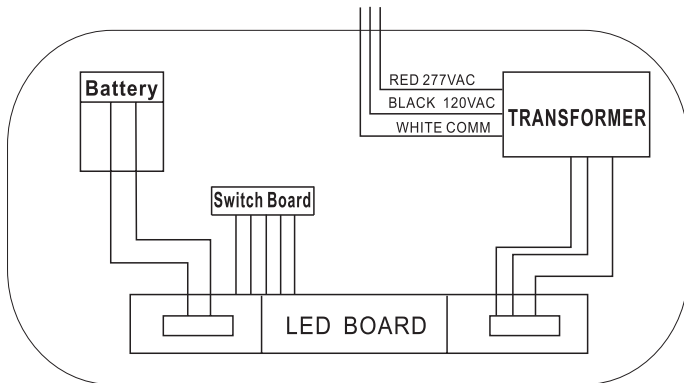 RED 277VAC
Battery
BLACK 120VAC
TRANSFORMER
WHITE COMM
Switch Board
LED BOARD